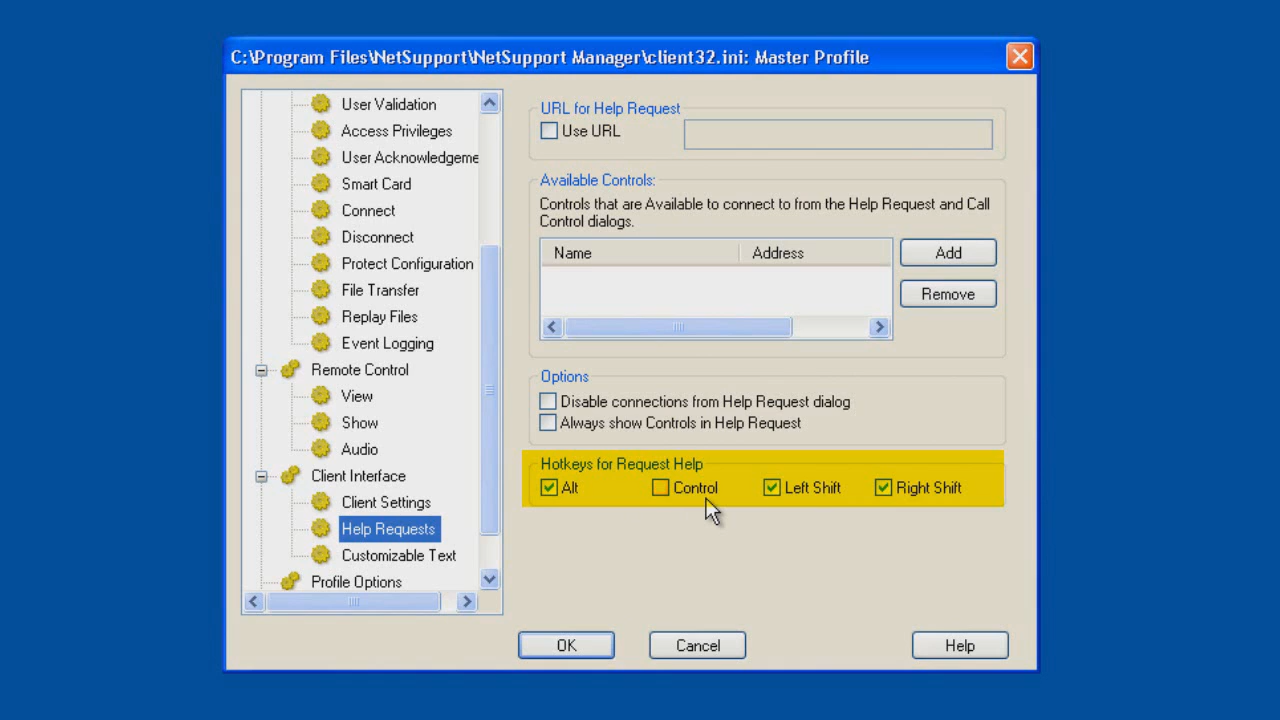 C:\Program Files\NetSupport\NetSupport Manager\client32.ini: Master Profile
User Validation
Access Privileges
User Acknowledgeme
Smart Card
Connect
Disconnect
Protect Configuration
File Transfer
Replay Files
Event Logging
Remote Control
View
Show
Audio
Client Interface
Client Settings
Help Requests
Customizable Text
Profile Options
URL for Help Request
Use URL
Available Controls:
Controls that are Available to connect to from the Help Request and Call
Control dialogs.
Name Address
Add
Remove
Options
Disable connections from Help Request dialog
Always show Controls in Help Request
Hotkeys for Request Help
Alt Control Left Shift Right Shift
OK Cancel Help